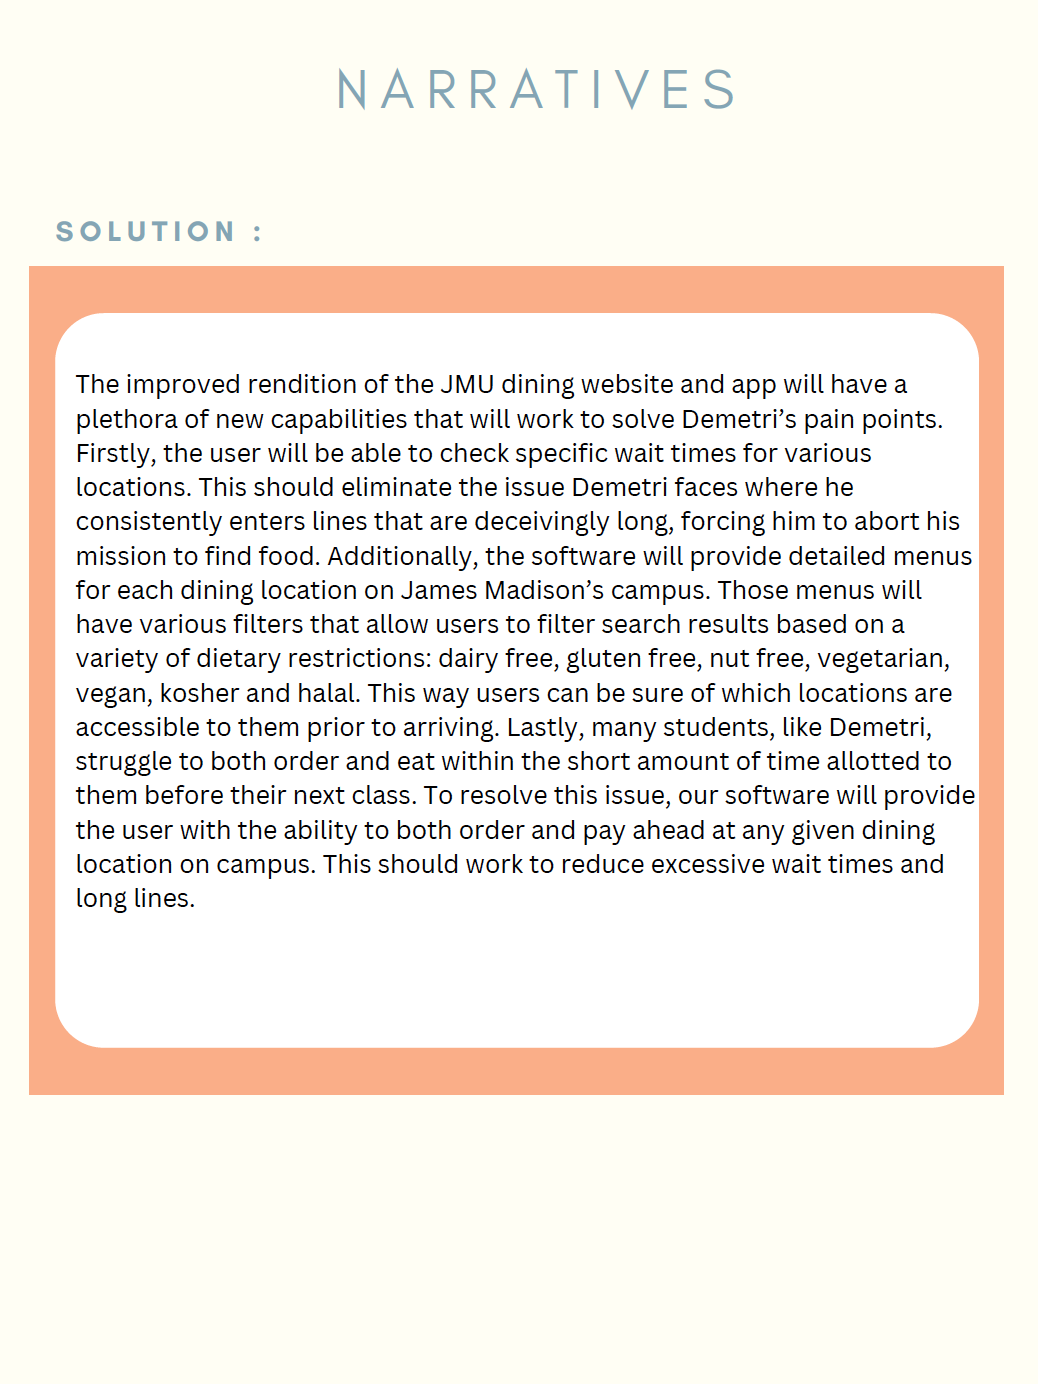 NARRATIVES
SOLUTION :
The improved rendition of the JMU dining website and app will have a
plethora of new capabilities that will work to solve Demetri’s pain points.
Firstly, the user will be able to check specific wait times for various
locations. This should eliminate the issue Demetri faces where he
consistently enters lines that are deceivingly long, forcing him to abort his
mission to find food. Additionally, the software will provide detailed menus
for each dining location on James Madison’s campus. Those menus will
have various filters that allow users to filter search results based on a
variety of dietary restrictions: dairy free, gluten free, nut free, vegetarian,
vegan, kosher and halal. This way users can be sure of which locations are
accessible to them prior to arriving. Lastly, many students, like Demetri,
struggle to both order and eat within the short amount of time allotted to
them before their next class. To resolve this issue, our software will provide
the user with the ability to both order and pay ahead at any given dining
location on campus. This should work to reduce excessive wait times and
long lines.